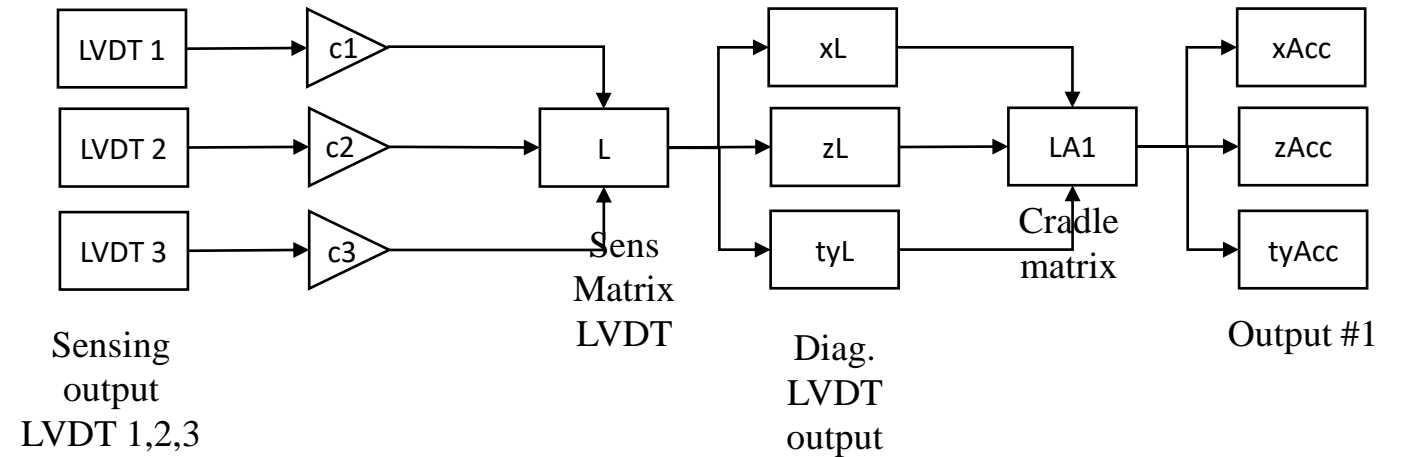 LVDT 1
c1
xL
xAcc
LVDT 2
c2
L
zL
LA1
zAcc
LVDT 3
c3
tyL
tyAcc
Sens
Matrix
LVDT
Cradle
matrix
Sensing
output
LVDT 1,2,3
Diag.
LVDT
output
Output #1